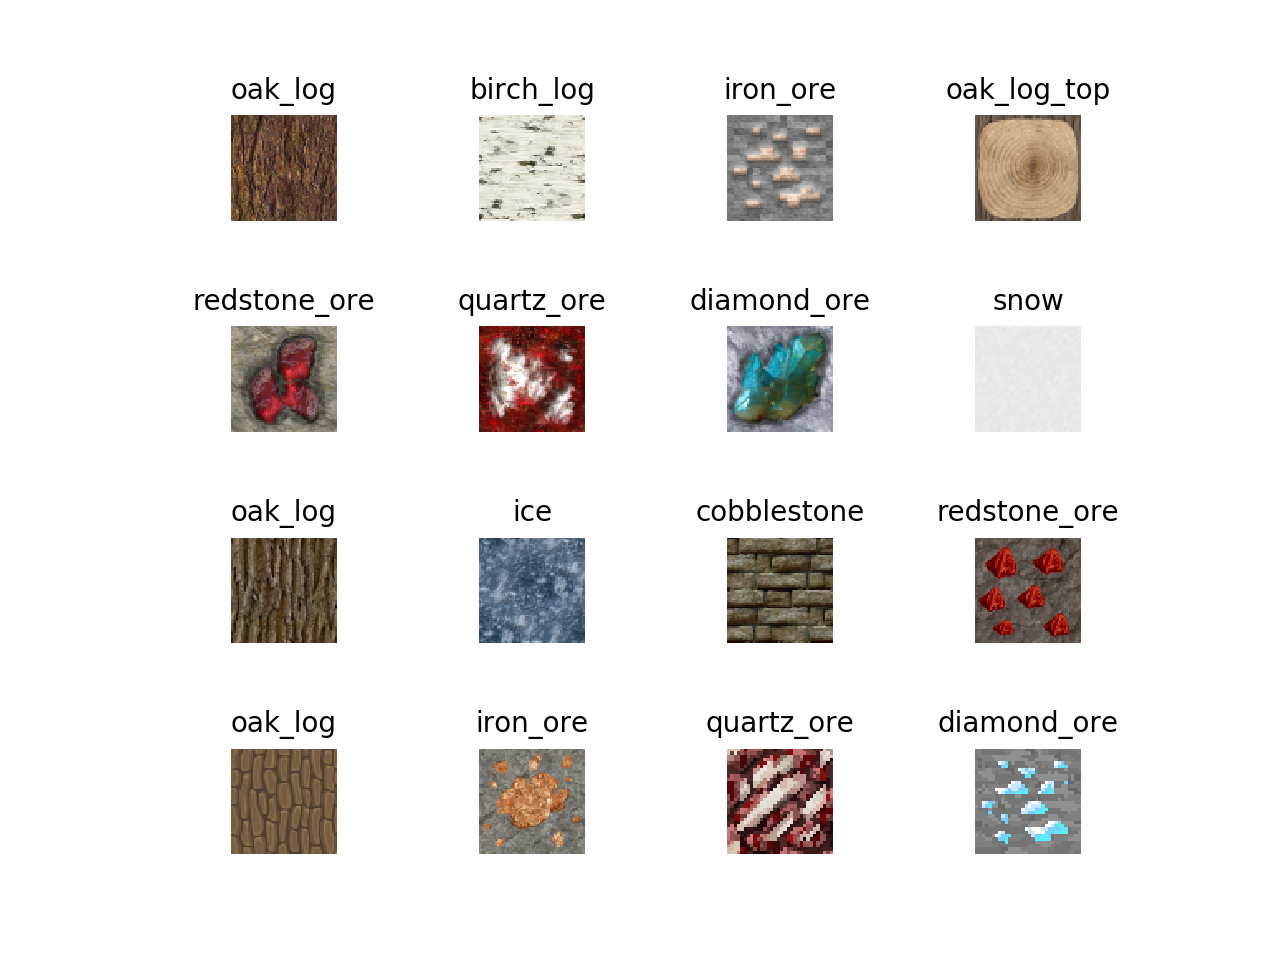 oak_log
birch_log
iron_ore
oak_log_top
redstone_ore
quartz_ore
diamond_ore
snow
oak_log
ice
cobblestone
redstone_ore
oak_log
iron_ore
quartz_ore
diamond_ore